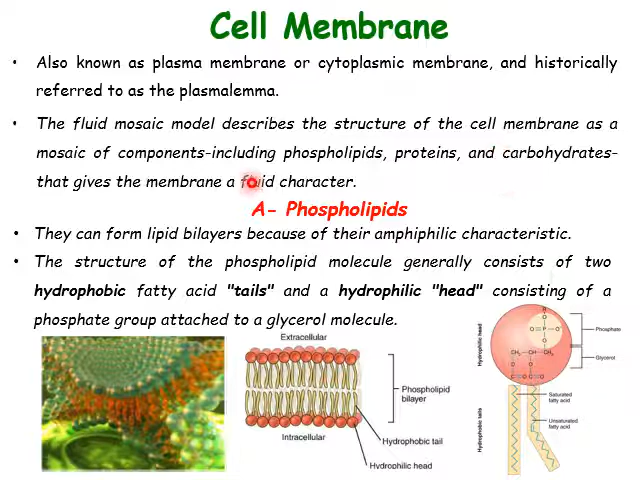 Cell Membrane
• Also known as plasma membrane or cytoplasmic membrane, and historically
referred to as the plasmalemma.
• The fluid mosaic model describes the structure of the cell membrane as a
mosaic of components-including phospholipids, proteins, and carbohydrates-
that gives the membrane a fluid character.
A- Phospholipids
• They can form lipid bilayers because of their amphiphilic characteristic.
• The structure of the phospholipid molecule generally consists of two
hydrophobic fatty acid "tails" and a hydrophilic "head" consisting of a
phosphate group attached to a glycerol molecule.
Extracellular
Phospholipid
bilayer
Intracellular
Hydrophobic tail
Hydrophilic head
Hydrophilic head
Hydrophobic tails
Phosphate
Glycerol
Saturated
fatty acid
Unsaturated
fatty acid